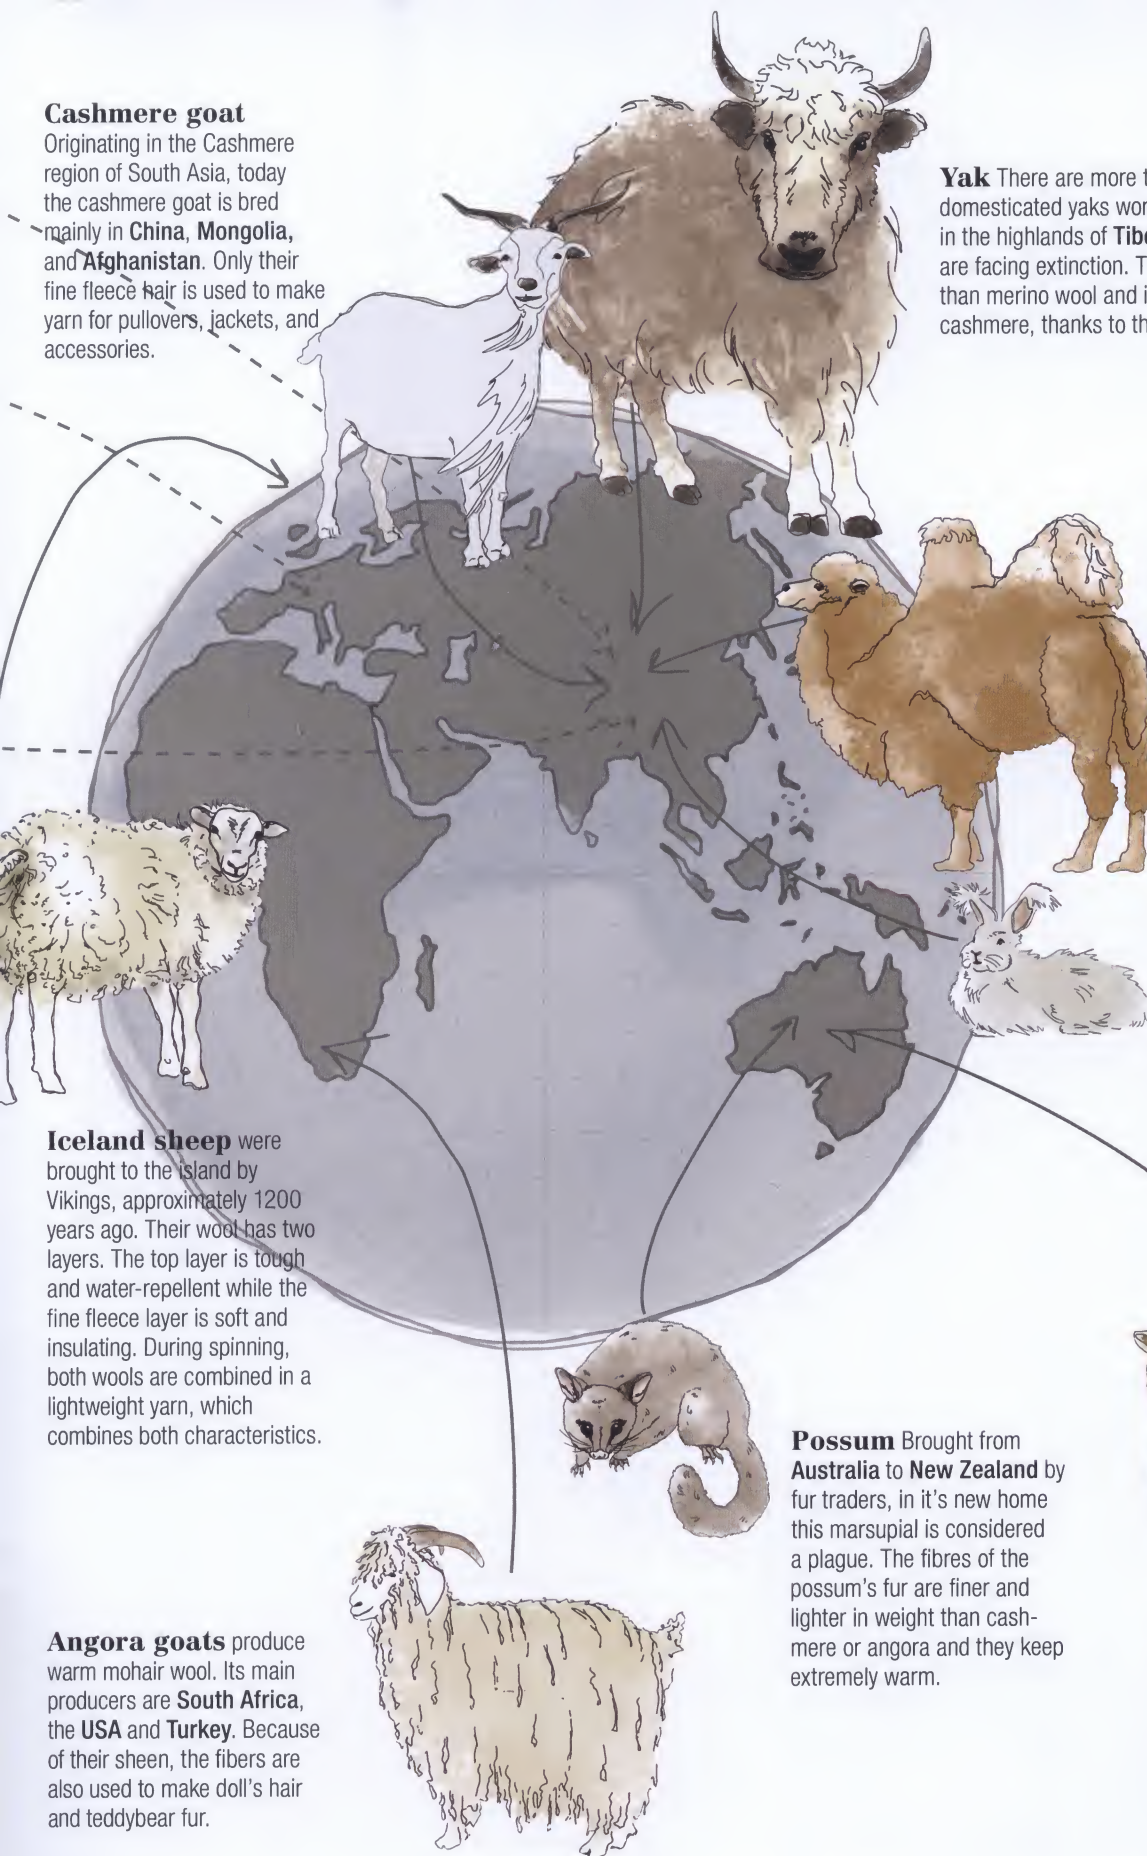 Cashmere goat
Originating in the Cashmere
region of South Asia, today
the cashmere goat is bred
mainly in China, Mongolia,
and Afghanistan. Only their
fine fleece hair is used to make
yarn for pullovers, jackets, and
accessories.
Yak There are more
domesticated yaks
in the highlands of
are facing extinction.
than merino wool and
cashmere, thanks to
Iceland sheep were
brought to the island by
Vikings, approximately 1200
years ago. Their wool has two
layers. The top layer is tough
and water-repellent while the
fine fleece layer is soft and
insulating. During spinning,
both wools are combined in a
lightweight yarn, which
combines both characteristics.
Possum Brought from
Australia to New Zealand by
fur traders, in it's new home
this marsupial is considered
a plague. The fibres of the
possum's fur are finer and
lighter in weight than cash-
mere or angora and they keep
extremely warm.
Angora goats produce
warm mohair wool. Its main
producers are South Africa,
the USA and Turkey. Because
of their sheen, the fibers are
also used to make doll's hair
and teddybear fur.